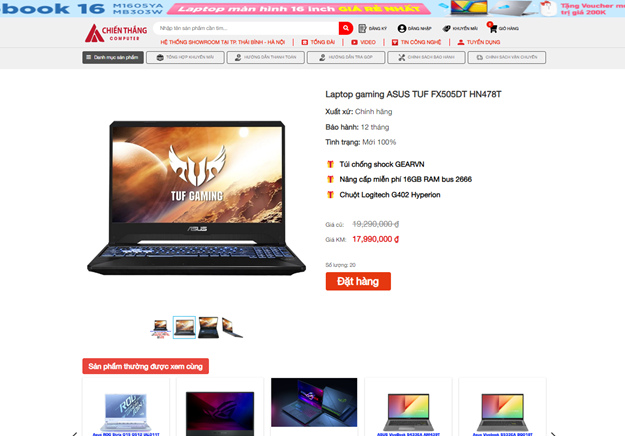 ebook 16
M1605YA
MB303W
Laptop màn hình 16 inch GIÁ RẺ NHẤT
Tặng Voucher
trị giá 200K
CHIẾN THẮNG
COMPUTER
Nhập tên sản phẩm cần tìm...
ĐĂNG KÝ
ĐĂNG NHẬP
KHUYẾN MÃI
0
GIỎ HÀNG
HỆ THỐNG SHOWROOM TẠI TP. THÁI BÌNH - HÀ NỘI
TỔNG ĐÀI
VIDEO
TIN CÔNG NGHỆ
TUYỂN DỤNG
Danh mục sản phẩm
TỔNG HỢP KHUYẾN MÃI
HƯỚNG DẪN THANH TOÁN
HƯỚNG DẪN TRẢ GÓP
CHÍNH SÁCH BẢO HÀNH
CHÍNH SÁCH VẬN CHUYỂN
Laptop gaming ASUS TUF FX505DT HN478T
Xuất xứ: Chính hãng
Bảo hành: 12 tháng
Tình trạng: Mới 100%
Túi chống shock GEARVN
Nâng cấp miễn phí 16GB RAM bus 2666
Chuột Logitech G402 Hyperion
TUF GAMING
ASUS
Giá cũ: 19,290,000 ₫
Giá KM: 17,990,000 ₫
Số lượng: 20
Đặt hàng
Sản phẩm thường được xem cùng